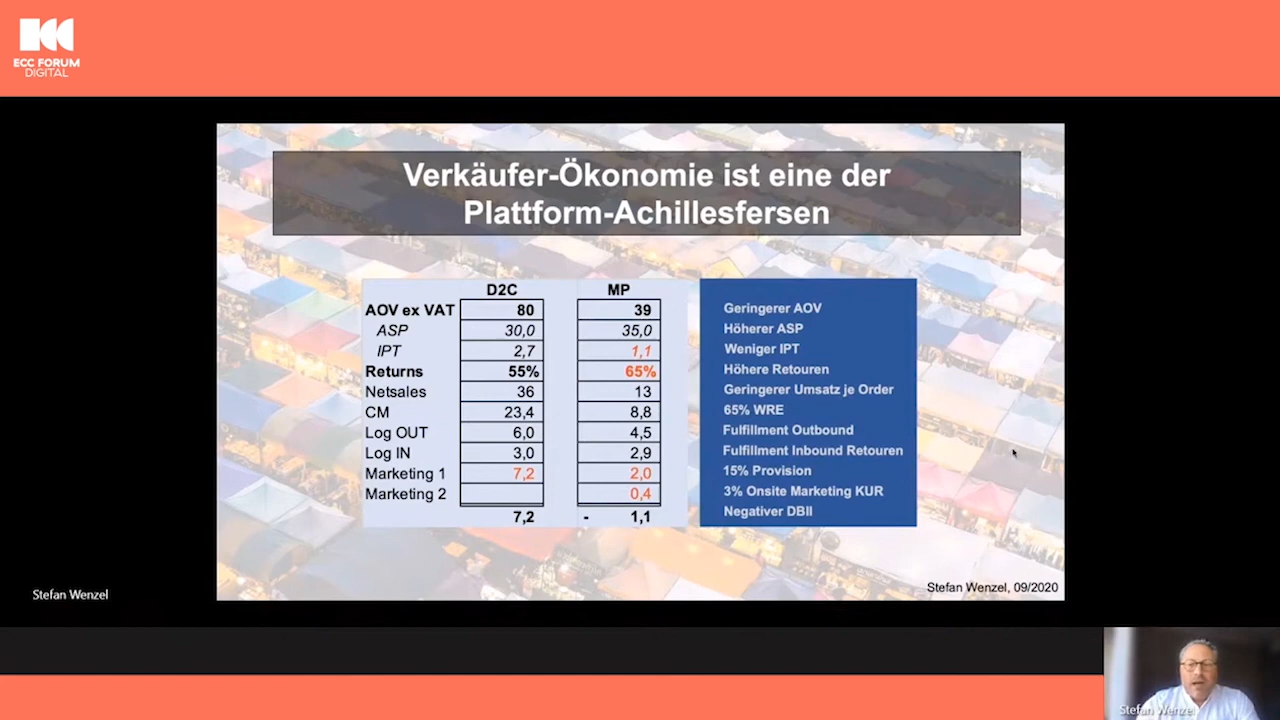 ECC FORUM
DIGITAL
Verkäufer-Ökonomie ist eine der
Plattform-Achillesfersen
D2C MP
AOV ex VAT 80 39 Geringerer AOV
ASP 30,0 35,0 Höherer ASP
IPT 2,7 1,1 Weniger IPT
Returns 55% 65% Höhere Retouren
Netsales 36 13 Geringerer Umsatz je Order
CM 23,4 8,8 65% WRE
Log OUT 6,0 4,5 Fulfillment Outbound
Log IN 3,0 2,9 Fulfillment Inbound Retouren
Marketing 1 7,2 2,0 15% Provision
Marketing 2 0,4 3% Onsite Marketing KUR
7,2 - 1,1 Negativer DBII
Stefan Wenzel, 09/2020
Stefan Wenzel
Stefan Wenzel